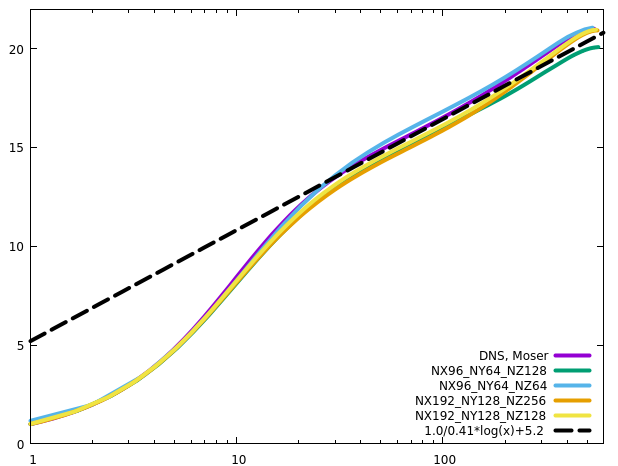 20
15
10
5
0
DNS, Moser
NX96_NY64_NZ128
NX96_NY64_NZ64
NX192_NY128_NZ256
NX192_NY128_NZ128
1.0/0.41*log(x)+5.2
1 10 100